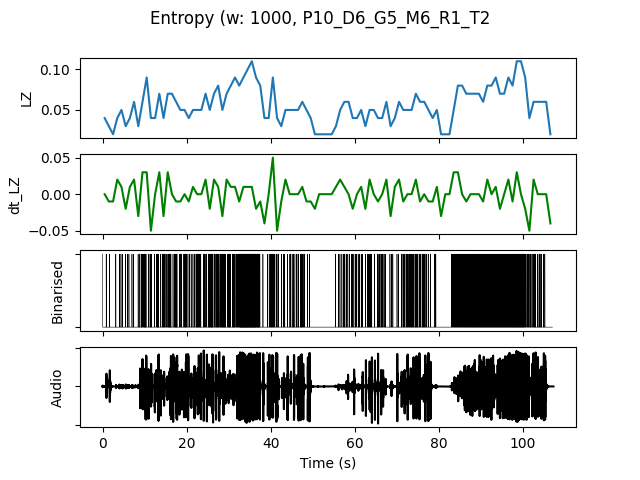 Entropy (w: 1000, P10_D6_G5_M6_R1_T2
0.10
0.05
LZ
0.05
0.00
−0.05
dt_LZ
Binarised
Audio
0 20 40 60 80 100
Time (s)